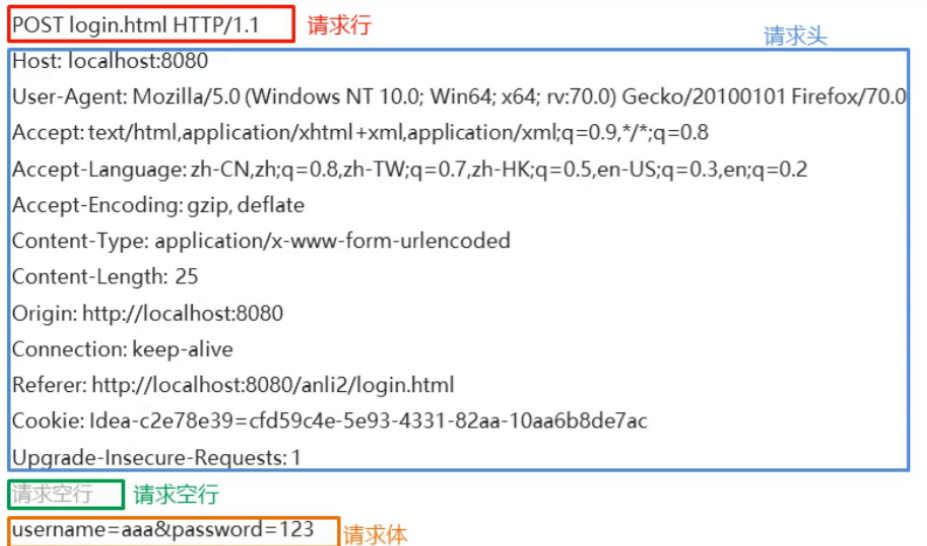 POST login.html HTTP/1.1 请求行
请求头
Host: localhost:8080
User-Agent: Mozilla/5.0 (Windows NT 10.0; Win64; x64; rv:70.0) Gecko/20100101 Firefox/70.0
Accept: text/html,application/xhtml+xml,application/xml;q=0.9,*/*;q=0.8
Accept-Language: zh-CN,zh;q=0.8,zh-TW;q=0.7,zh-HK;q=0.5,en-US;q=0.3,en;q=0.2
Accept-Encoding: gzip, deflate
Content-Type: application/x-www-form-urlencoded
Content-Length: 25
Origin: http://localhost:8080
Connection: keep-alive
Referer: http://localhost:8080/anli2/login.html
Cookie: Idea-c2e78e39=cfd59c4e-5e93-4331-82aa-10aa6b8de7ac
Upgrade-Insecure-Requests: 1
请求空行 请求空行
username=aaa&password=123 请求体